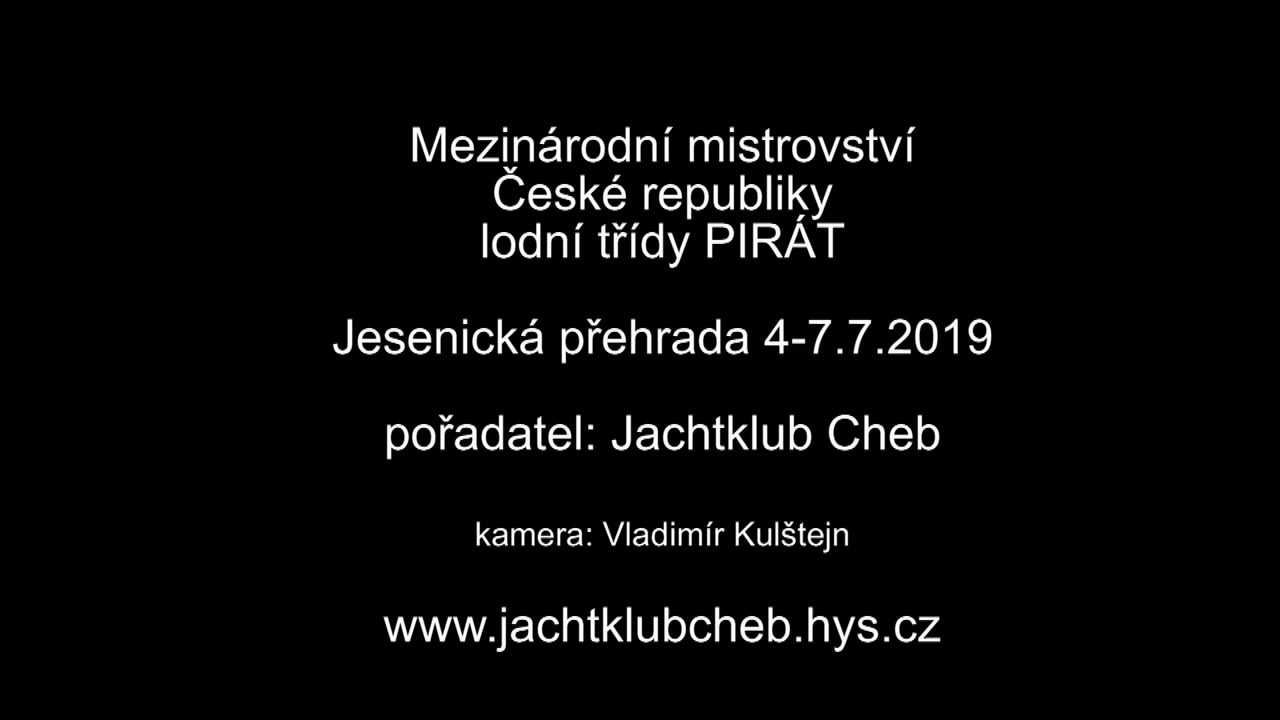 Mezinárodní mistrovství
České republiky
lodní třídy PIRÁT
Jesenická přehrada 4-7.7.2019
pořadatel: Jachtklub Cheb
kamera: Vladimír Kulštejn
www.jachtklubcheb.hys.cz